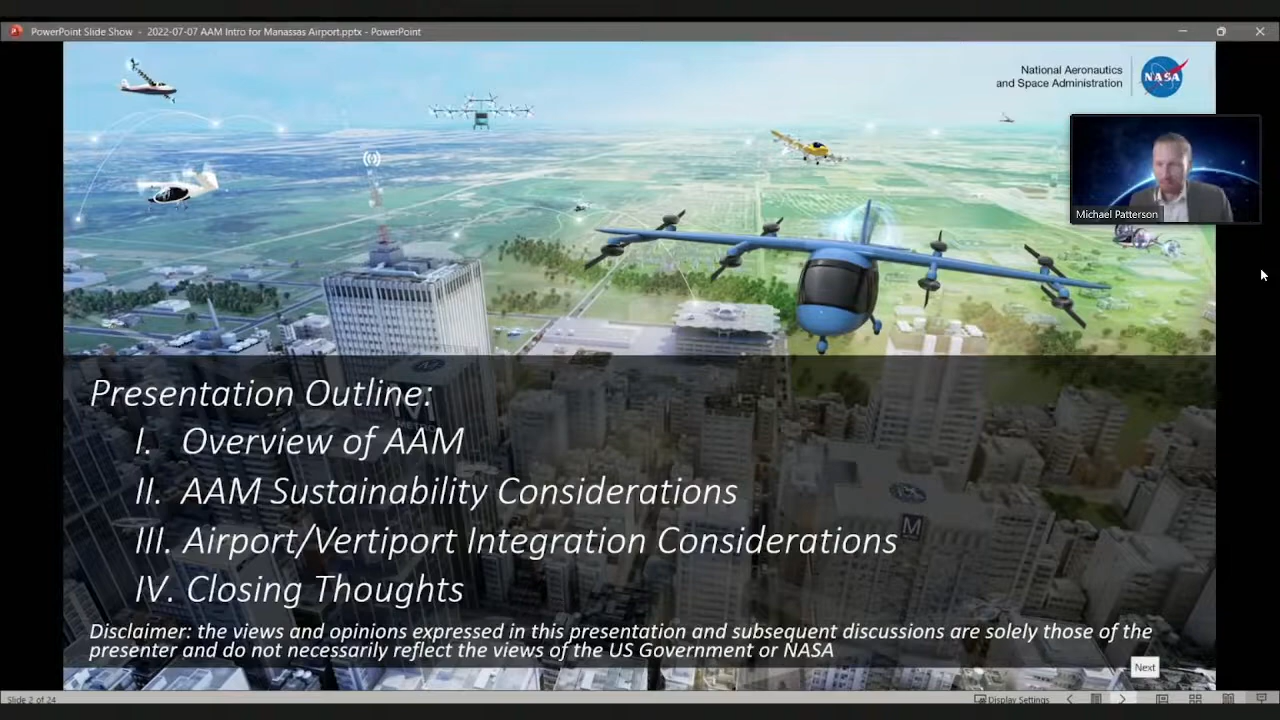 PowerPoint Slide Show - 2022-07-07 AAM Intro for Manassas Airport.pptx - PowerPoint
National Aeronautics
and Space Administration
NASA
Michael Patterson
Presentation Outline:
I. Overview of AAM
II. AAM Sustainability Considerations
III. Airport/Vertiport Integration Considerations
M
IV. Closing Thoughts
Disclaimer: the views and opinions expressed in this presentation and subsequent discussions are solely those of the
presenter and do not necessarily reflect the views of the US Government or NASA
Next
Slide 2 of 24
Display Settings